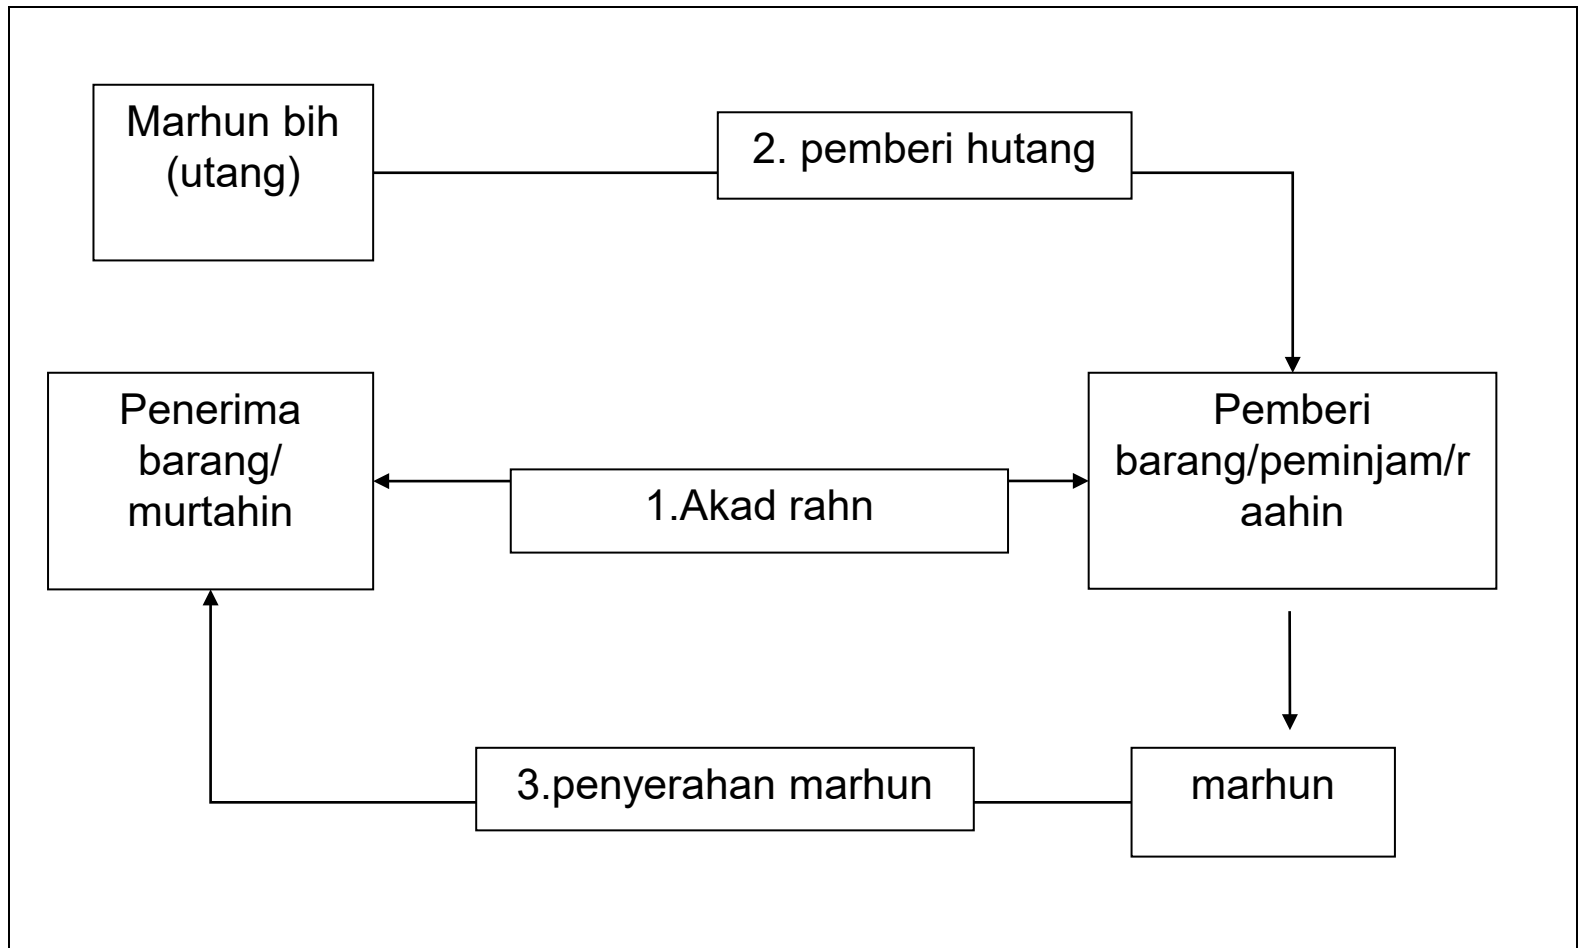 Marhun bih
(utang)
2. pemberi hutang
Penerima
barang/
murtahin
1.Akad rahn
Pemberi
barang/peminjam/r
aahin
3.penyerahan marhun
marhun